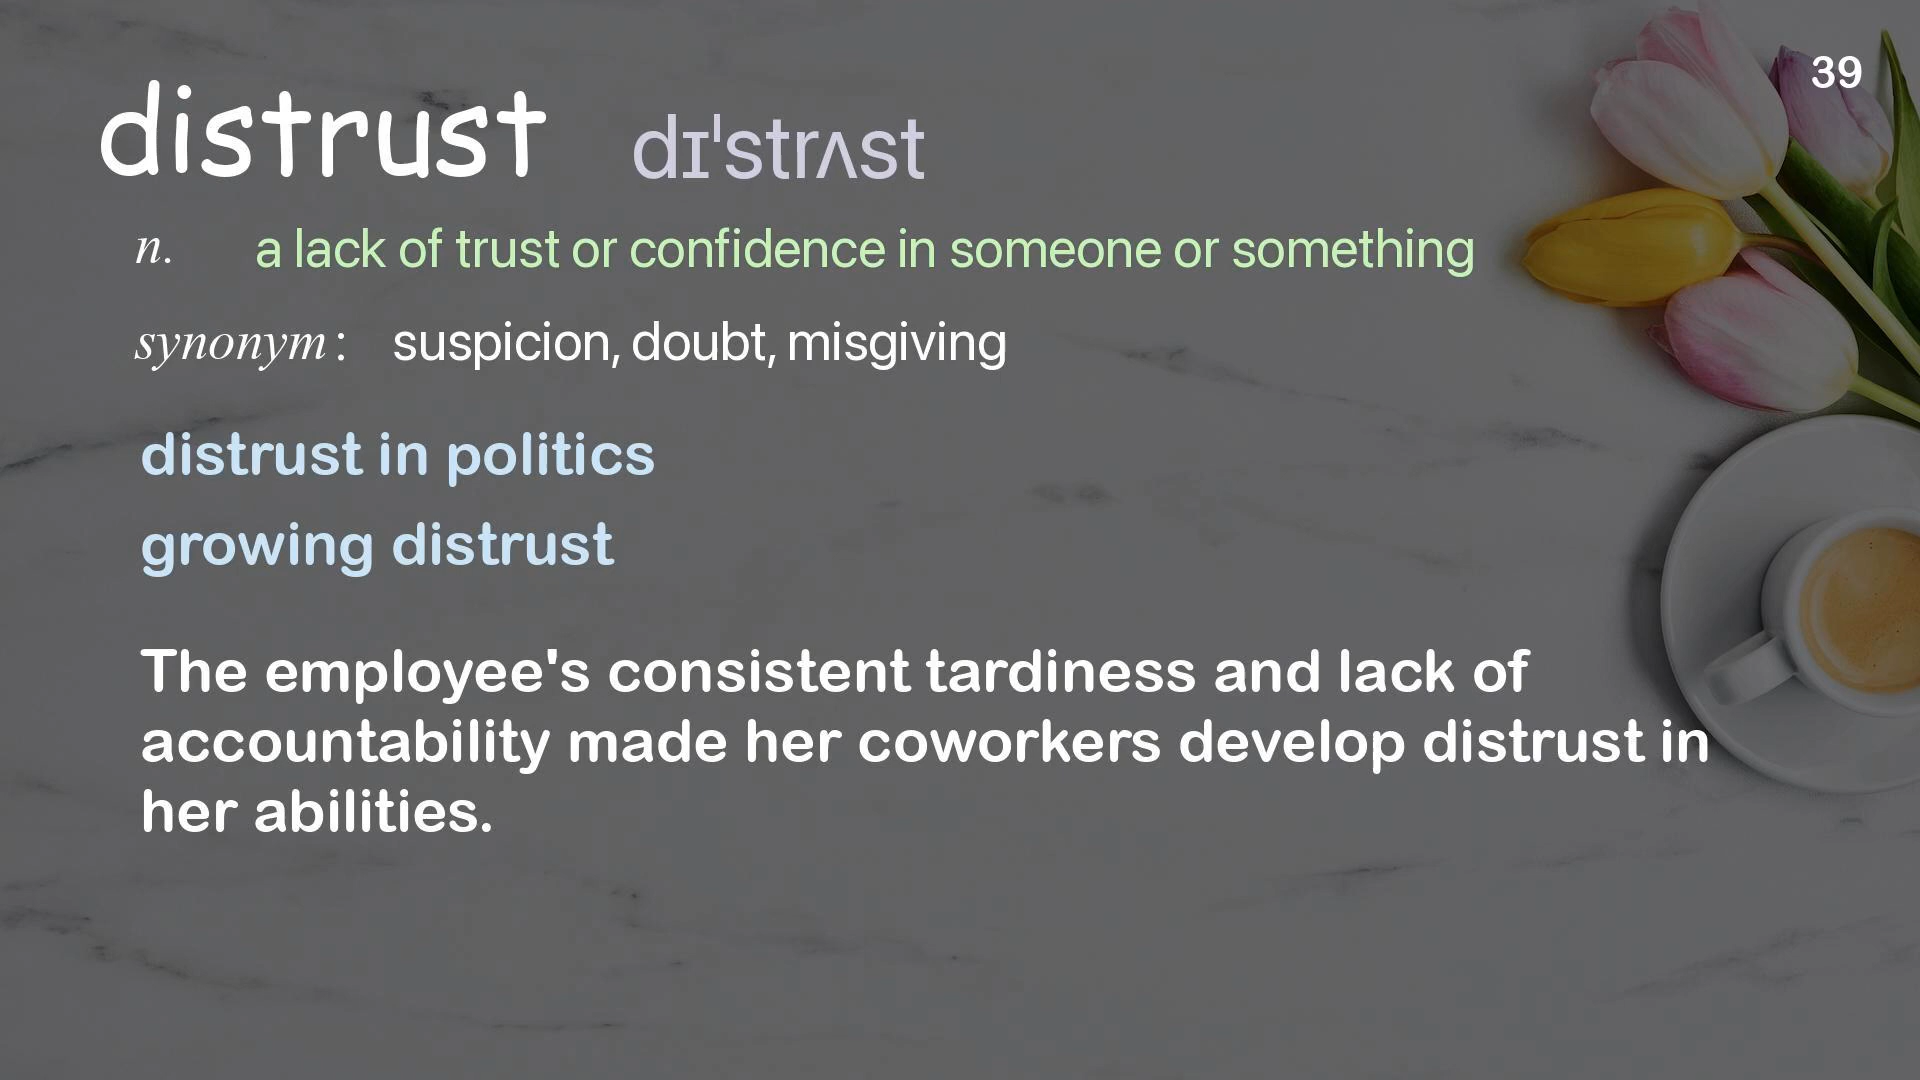 39
distrust dɪˈstrʌst
n. a lack of trust or confidence in someone or something
synonym : suspicion, doubt, misgiving
distrust in politics
growing distrust
The employee's consistent tardiness and lack of
accountability made her coworkers develop distrust in
her abilities.